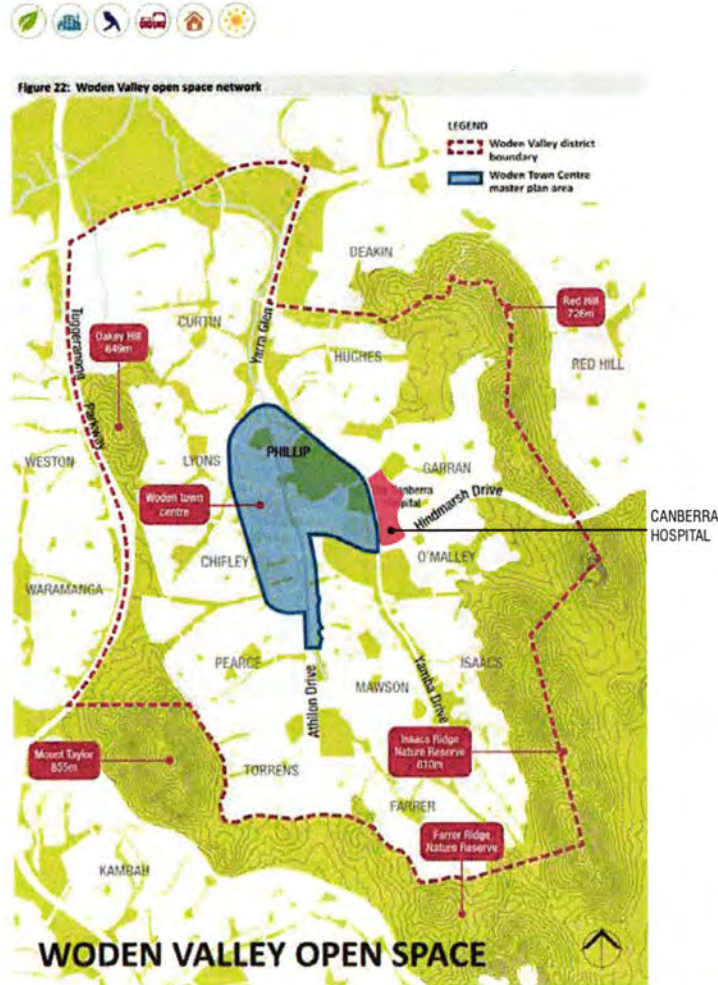 Figure 22: Woden Valley open space network
LEGEND
Woden Valley district
boundary
Woden Town Centre
master plan area
DEAKIN
Red Hill
726m
CURTIN
Yarra Glen
Tuggeranong
Parkway
Oakey Hill
649m
HUGHES
RED HILL
WESTON
LYONS
PHILLIP
GARRAN
Canberra
Hospital
Hindmarsh Drive
Woden town
centre
CANBERRA
HOSPITAL
CHIFLEY
O'MALLEY
WARAMANGA
PEARCE
Athllon Drive
MAWSON
Yamba Drive
ISAACS
Mount Taylor
855m
Isaacs Ridge
Nature Reserve
810m
TORRENS
FARRER
Farrer Ridge
Nature Reserve
KAMBAH
WODEN VALLEY OPEN SPACE